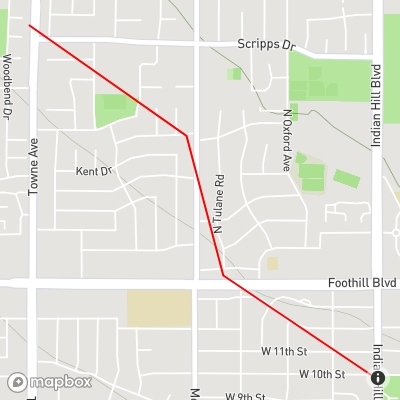 Scripps Dr
Woodbend Dr
Indian Hill Blvd
N Oxford Ave
Kent Dr
Towne Ave
N Tulane Rd
Foothill Blvd
W 11th St
W 10th St
W 9th St
mapbox